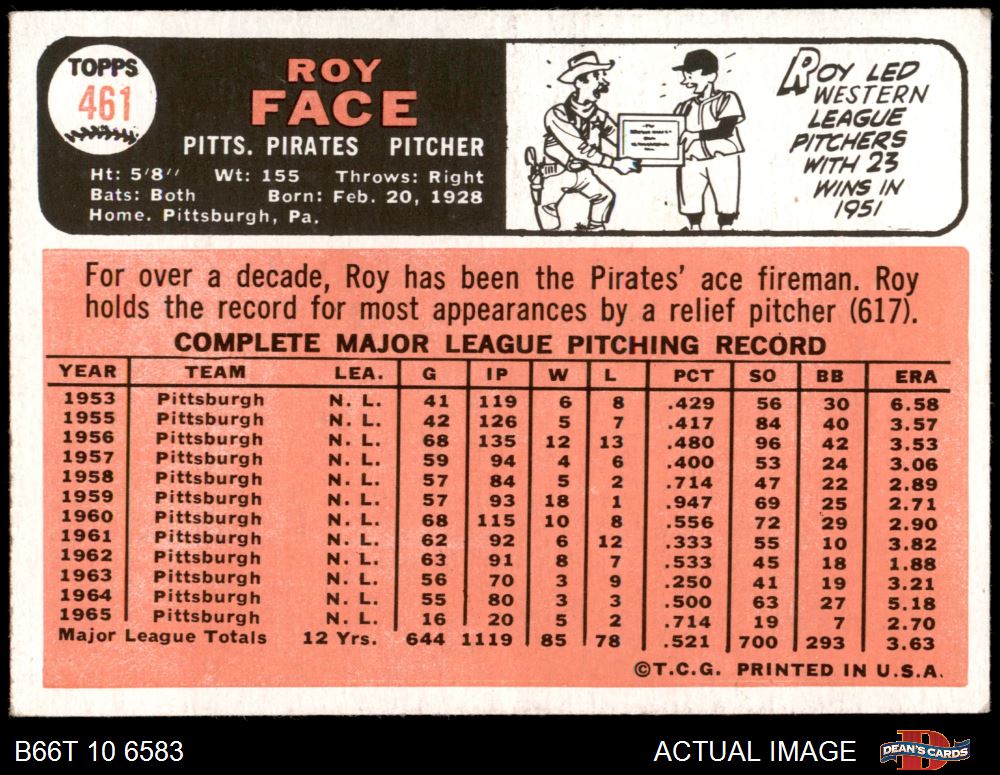 TOPPS
461
ROY
FACE
PITTS. PIRATES PITCHER
Ht: 5'8" Wt: 155 Throws: Right
Bats: Both Born: Feb. 20, 1928
Home. Pittsburgh, Pa.
ROY LED
WESTERN
LEAGUE
PITCHERS
WITH 23
WINS IN
1951
For over a decade, Roy has been the Pirates' ace fireman. Roy
holds the record for most appearances by a relief pitcher (617).
COMPLETE MAJOR LEAGUE PITCHING RECORD
YEAR TEAM LEA. G IP W L PCT SO BB ERA
1953 Pittsburgh N. L. 41 119 6 8 .429 56 30 6.58
1955 Pittsburgh N. L. 42 126 5 7 .417 84 40 3.57
1956 Pittsburgh N. L. 68 135 12 13 .480 96 42 3.53
1957 Pittsburgh N. L. 59 94 4 6 .400 53 24 3.06
1958 Pittsburgh N. L. 57 84 5 2 .714 47 22 2.89
1959 Pittsburgh N. L. 57 93 18 1 .947 69 25 2.71
1960 Pittsburgh N. L. 68 115 10 8 .556 72 29 2.90
1961 Pittsburgh N. L. 62 92 6 12 .333 55 10 3.82
1962 Pittsburgh N. L. 63 91 8 7 .533 45 18 1.88
1963 Pittsburgh N. L. 56 70 3 9 .250 41 19 3.21
1964 Pittsburgh N. L. 55 80 3 3 .500 63 27 5.18
1965 Pittsburgh N. L. 16 20 5 2 .714 19 7 2.70
Major League Totals 12 Yrs. 644 1119 85 78 .521 700 293 3.63
©T.C.G. PRINTED IN U.S.A.
B66T 10 6583 ACTUAL IMAGE DEAN'S CARDS